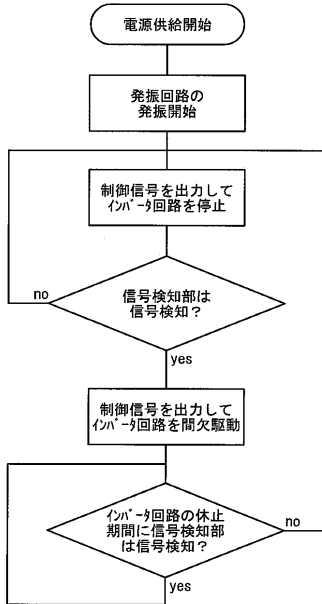 電源供給開始
発振回路の
発振開始
制御信号を出力して
インバータ回路を停止
信号検知部は
信号検知？
no
yes
制御信号を出力して
インバータ回路を間欠駆動
インバータ回路の休止
期間に信号検知部
は信号検知？
no
yes